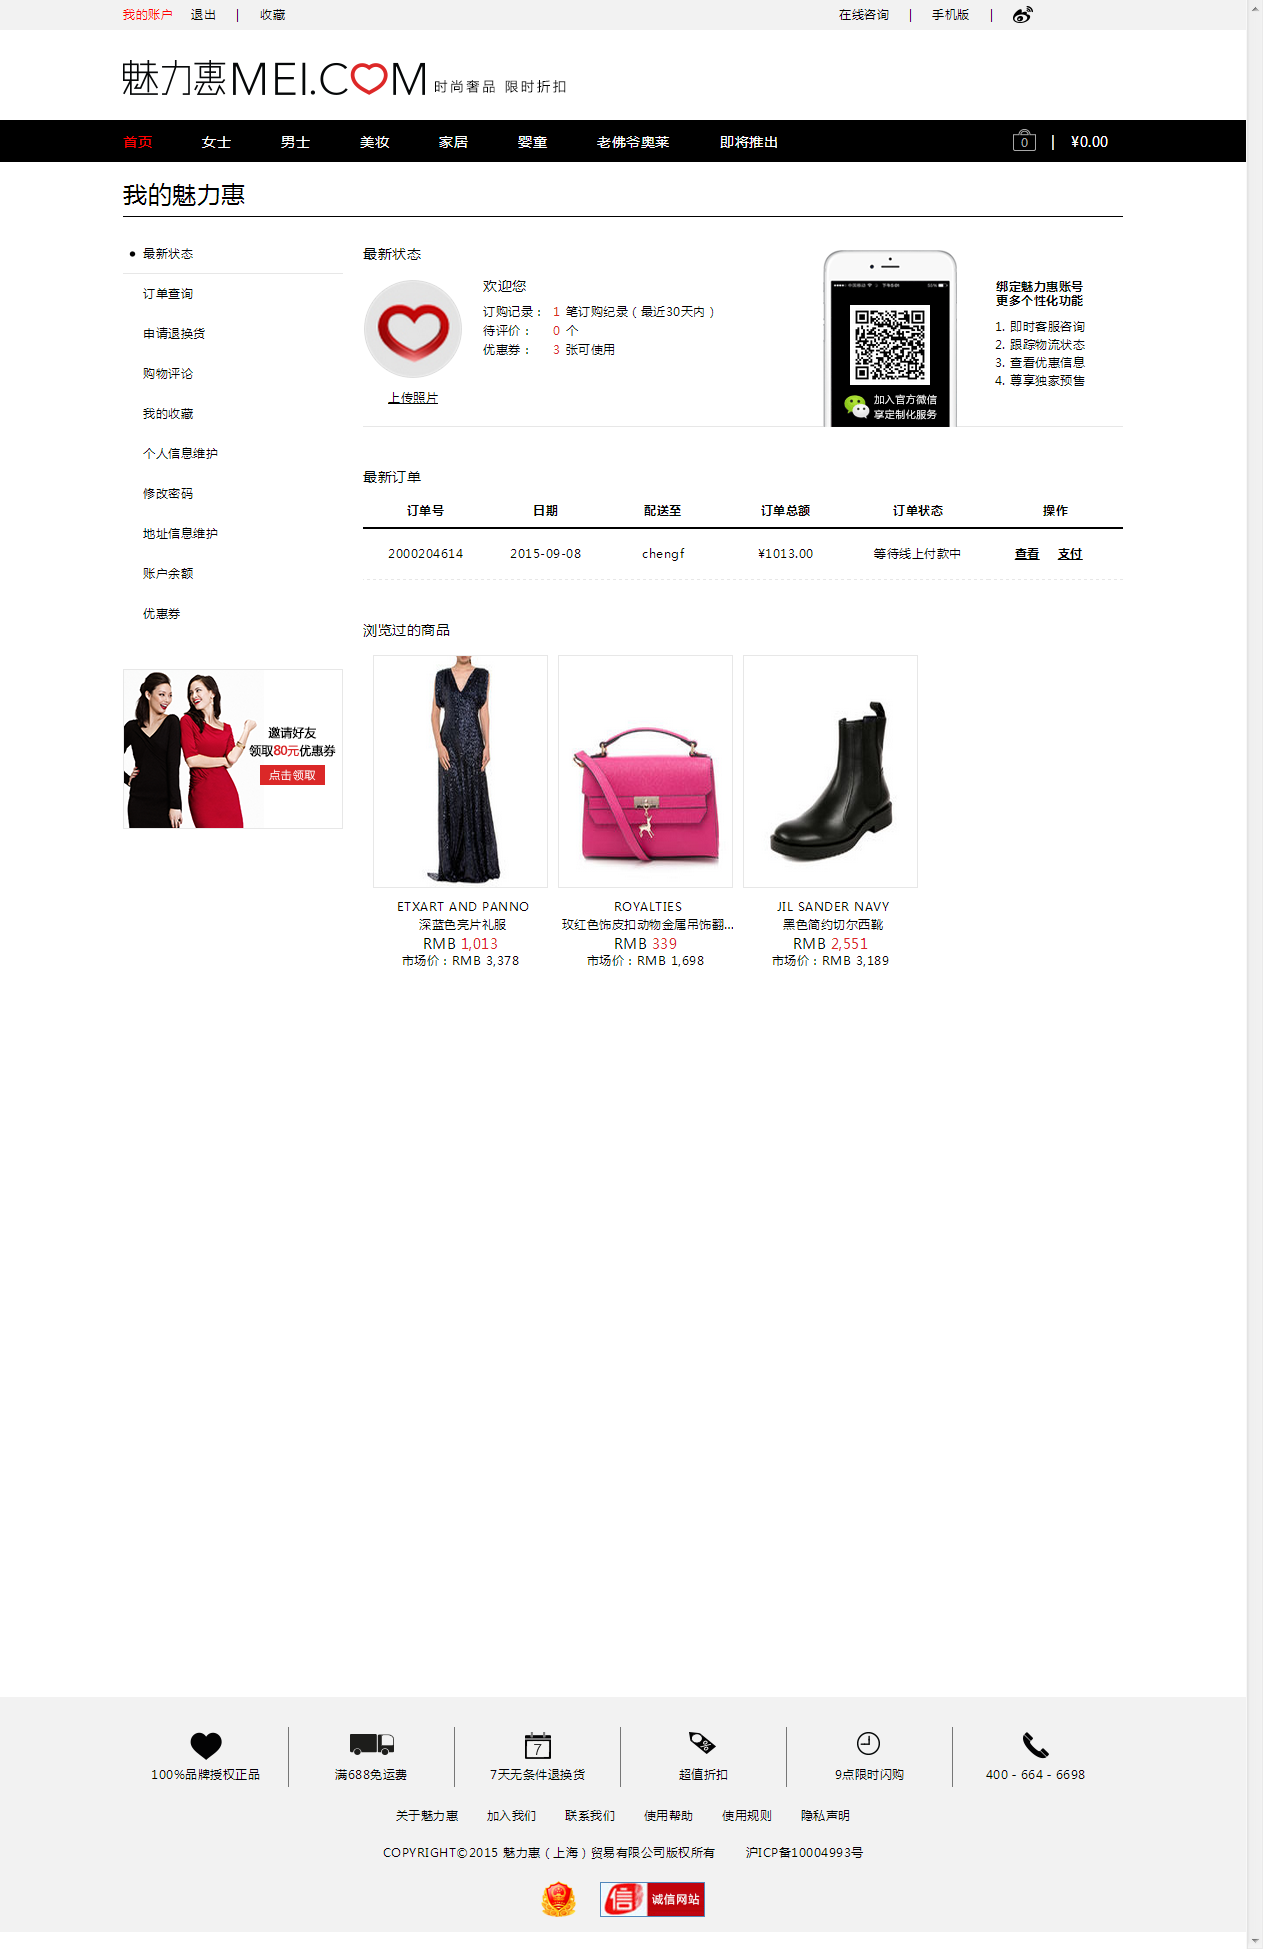 我的账户 退出 | 收藏 在线咨询 | 手机版 |
魅力惠MEI.COM 时尚奢品 限时折扣
首页 女士 男士 美妆 家居 婴童 老佛爷奥莱 即将推出 0 | ¥0.00
我的魅力惠
最新状态
订单查询
申请退换货
购物评论
我的收藏
个人信息维护
修改密码
地址信息维护
账户余额
优惠券
邀请好友
领取80元优惠券
点击领取
最新状态
欢迎您
订购记录： 1 笔订购纪录（最近30天内）
待评价： 0 个
优惠券： 3 张可使用
上传照片
加入官方微信
享定制化服务
绑定魅力惠账号
更多个性化功能
1. 即时客服咨询
2. 跟踪物流状态
3. 查看优惠信息
4. 尊享独家预售
最新订单
订单号 日期 配送至 订单总额 订单状态 操作
2000204614 2015-09-08 chengf ¥1013.00 等待线上付款中 查看 支付
浏览过的商品
ETXART AND PANNO
深蓝色亮片礼服
RMB 1,013
市场价：RMB 3,378
ROYALTIES
玫红色饰皮扣动物金属吊饰翻...
RMB 339
市场价：RMB 1,698
JIL SANDER NAVY
黑色简约切尔西靴
RMB 2,551
市场价：RMB 3,189
100%品牌授权正品
满688免运费
7
7天无条件退换货
%
超值折扣
9点限时闪购
400 - 664 - 6698
关于魅力惠 加入我们 联系我们 使用帮助 使用规则 隐私声明
COPYRIGHT©2015 魅力惠（上海）贸易有限公司版权所有 沪ICP备10004993号
信 诚信网站